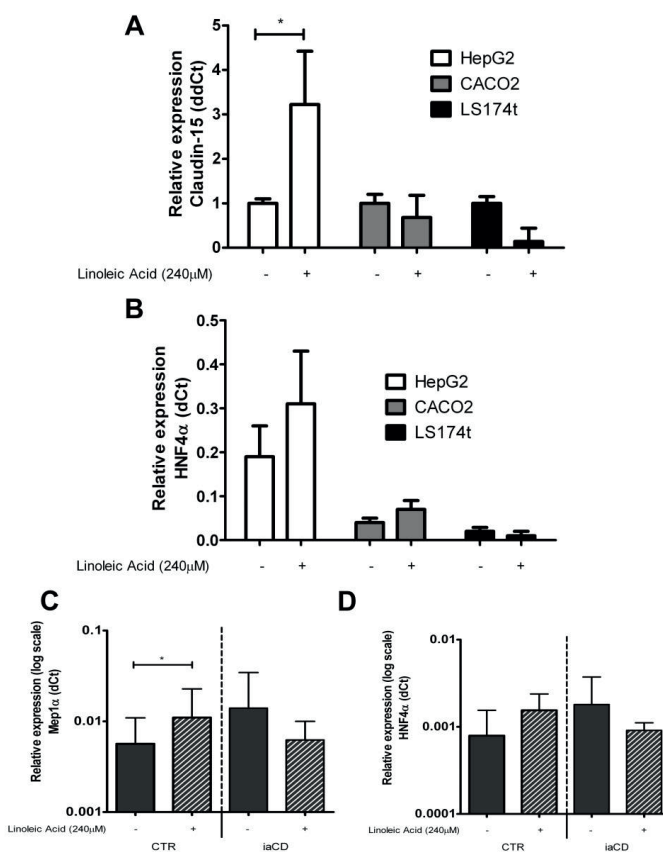 A
Relative expression
Claudin-15 (ddCt)
5
4
3
2
1
0
*
HepG2
CACO2
LS174t
Linoleic Acid (240μM)
- + - + - +
B
Relative expression
HNF4α (dCt)
0.5
0.4
0.3
0.2
0.1
0.0
HepG2
CACO2
LS174t
Linoleic Acid (240μM)
- + - + - +
C
Relative expression (log scale)
Mep1α (dCt)
0.1
0.01
0.001
*
Linoleic Acid (240μM)
- + - +
CTR iaCD
D
Relative expression (log scale)
HNF4α (dCt)
0.01
0.001
0.0001
Linoleic Acid (240μM)
- + - +
CTR iaCD